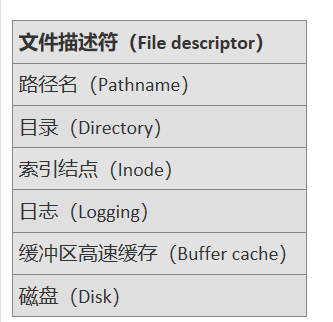 文件描述符（File descriptor）
路径名（Pathname）
目录（Directory）
索引结点（Inode）
日志（Logging）
缓冲区高速缓存（Buffer cache）
磁盘（Disk）